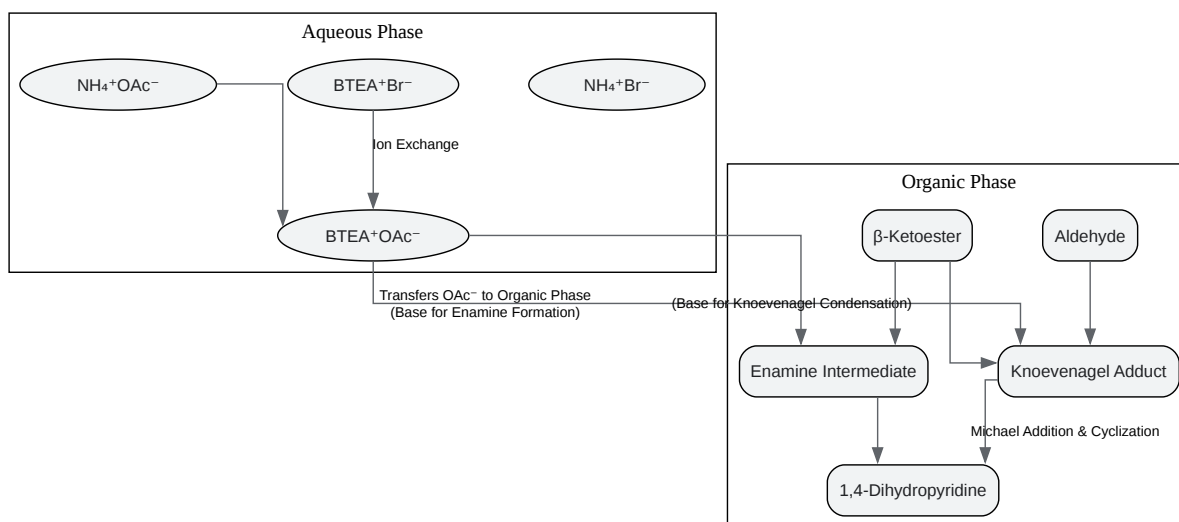 Aqueous Phase
NH₄⁺OAc⁻
BTEA⁺Br⁻
NH₄⁺Br⁻
Ion Exchange
BTEA⁺OAc⁻
Organic Phase
β-Ketoester
Aldehyde
Transfers OAc⁻ to Organic Phase
(Base for Enamine Formation)
(Base for Knoevenagel Condensation)
Enamine Intermediate
Knoevenagel Adduct
Michael Addition & Cyclization
1,4-Dihydropyridine